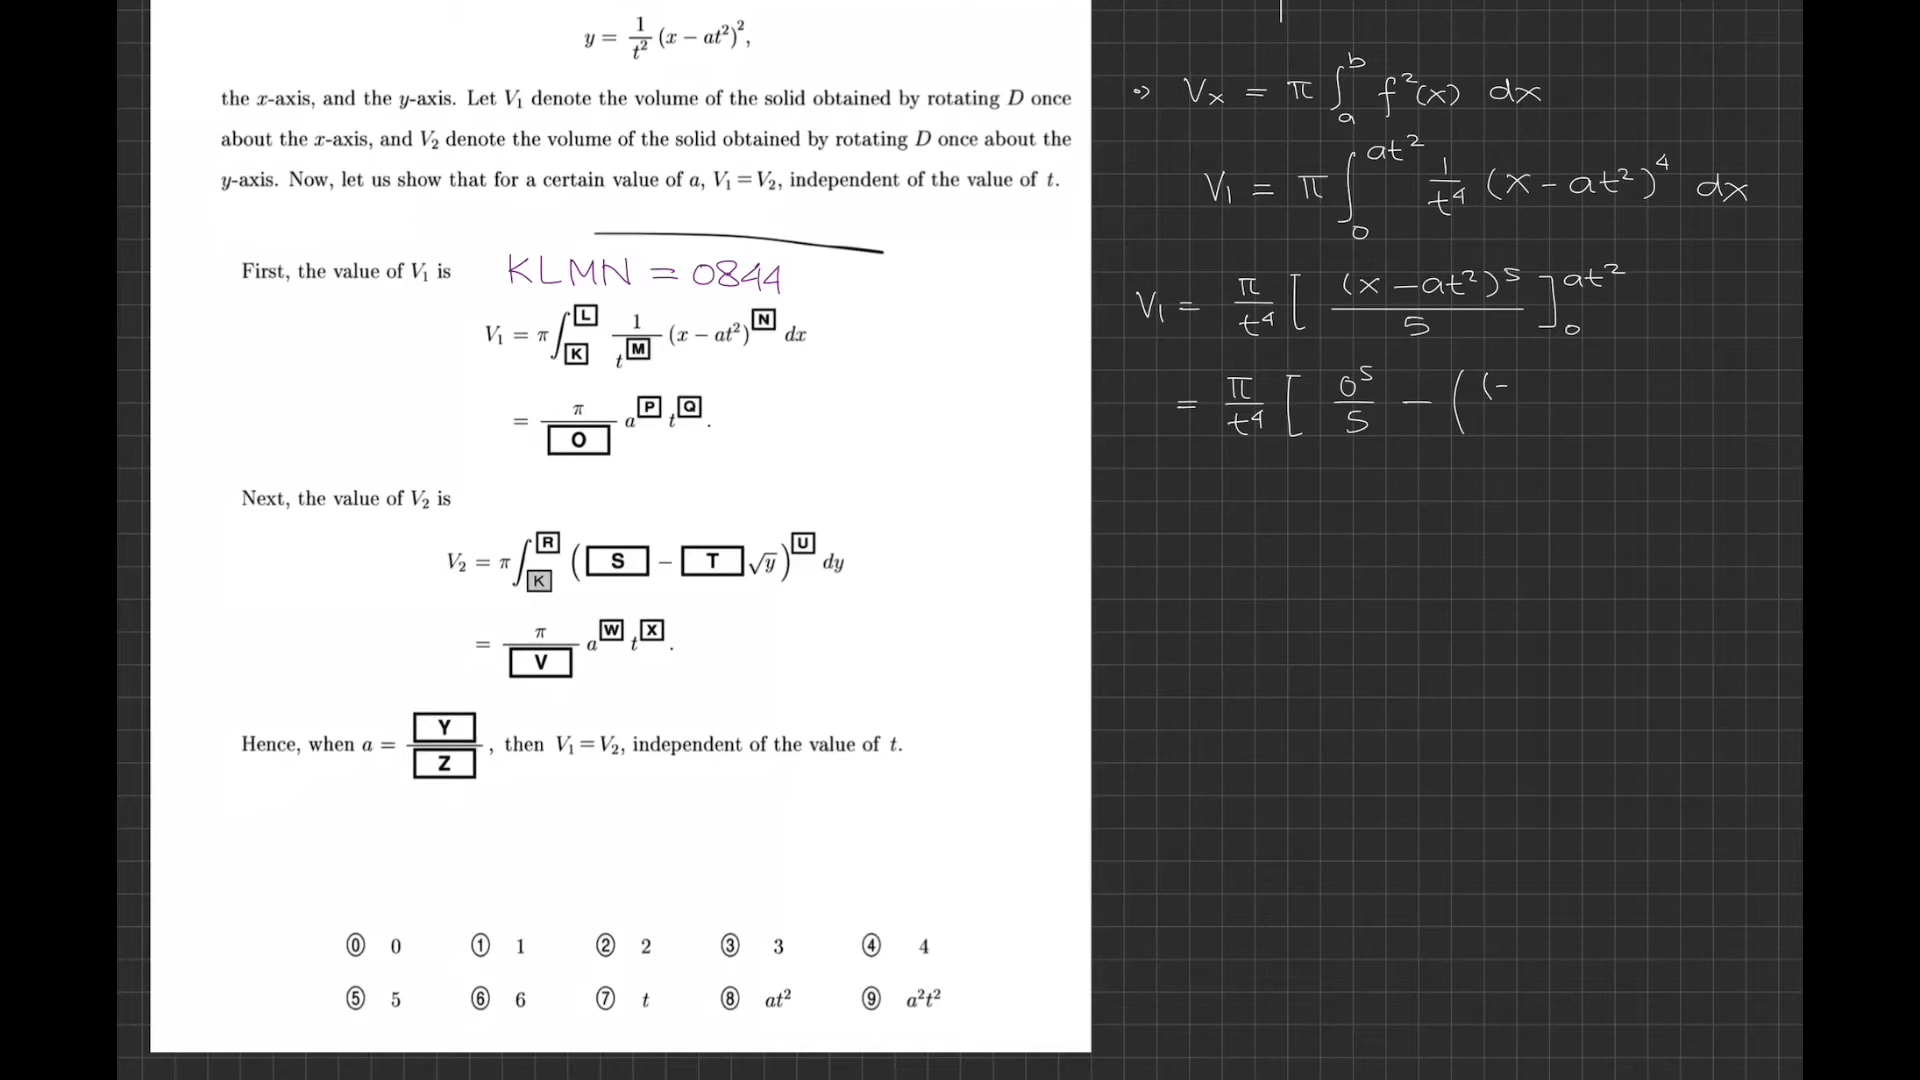 y = 1/t² (x − at²)²,
the x-axis, and the y-axis. Let V₁ denote the volume of the solid obtained by rotating D once
about the x-axis, and V₂ denote the volume of the solid obtained by rotating D once about the
y-axis. Now, let us show that for a certain value of a, V₁ = V₂, independent of the value of t.
First, the value of V₁ is
KLMN = 0844
V₁ = π ∫_K^L 1/t^M (x − at²)^N dx
= π/O a^P t^Q.
Next, the value of V₂ is
V₂ = π ∫_K^R (S − T √y)^U dy
= π/V a^W t^X.
Hence, when a = Y/Z, then V₁ = V₂, independent of the value of t.
⓪ 0 ① 1 ② 2 ③ 3 ④ 4
⑤ 5 ⑥ 6 ⑦ t ⑧ at² ⑨ a²t²
Vx = π ∫_a^b f²(x) dx
V₁ = π ∫_0^{at²} 1/t⁴ (x − at²)⁴ dx
V₁ = π/t⁴ [ (x − at²)⁵/5 ]_0^{at²}
= π/t⁴ [ 0⁵/5 − ( (−